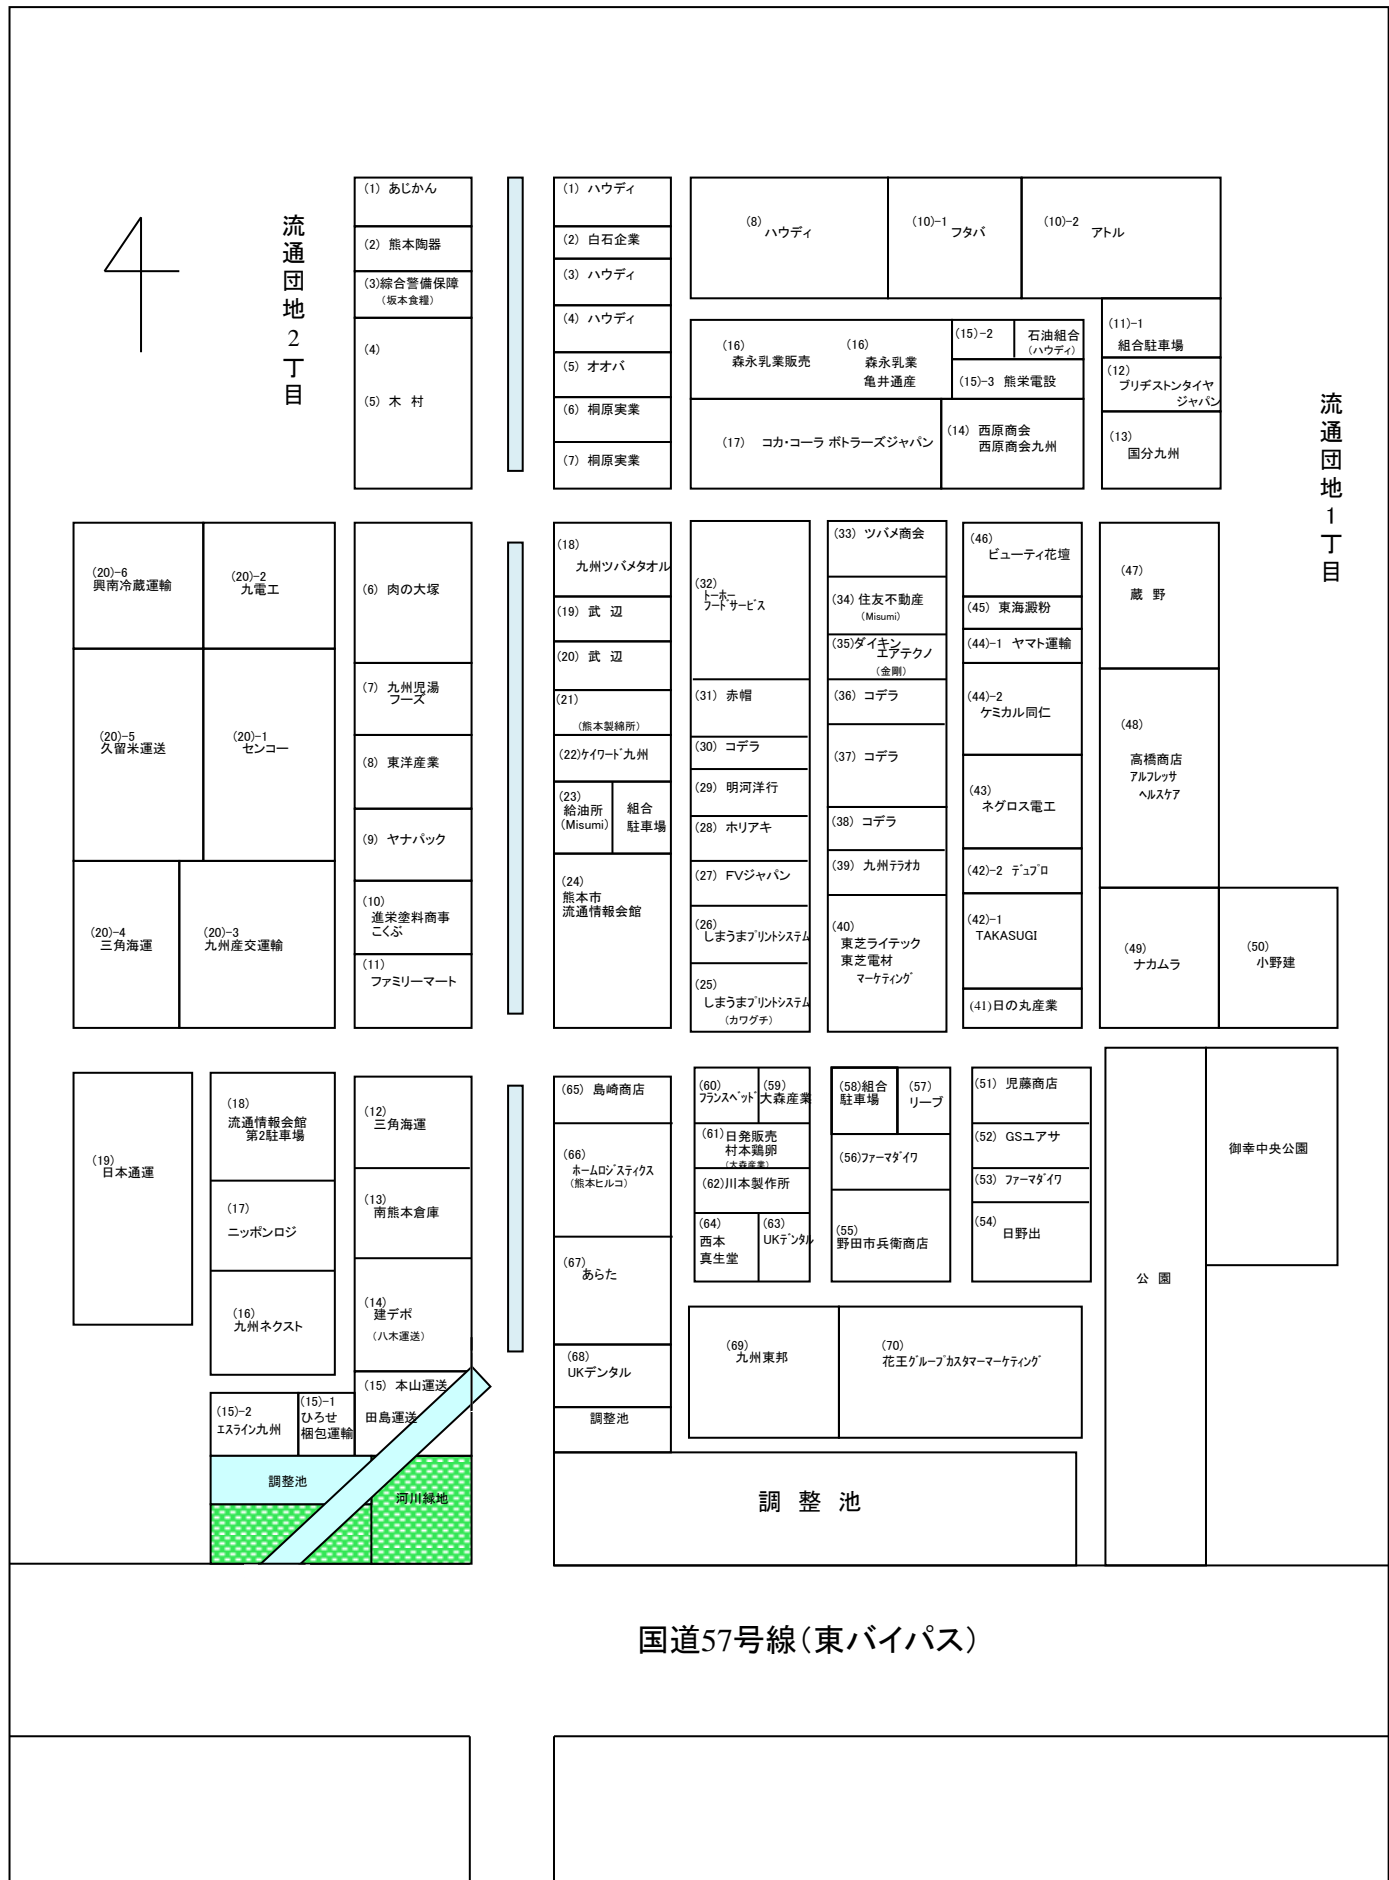 流通団地2丁目
(1) あじかん
(2) 熊本陶器
(3)綜合警備保障
(坂本食糧)
(4)
(5) 木 村
(1) ハウディ
(2) 白石企業
(3) ハウディ
(4) ハウディ
(5) オオバ
(6) 桐原実業
(7) 桐原実業
(8)
ハウディ
(10)-1
フタバ
(10)-2
アトル
(16)
森永乳業販売
(16)
森永乳業
亀井通産
(15)-2
石油組合
(ハウディ)
(15)-3 熊栄電設
(17) コカ・コーラ ボトラーズジャパン
(14) 西原商会
西原商会九州
(11)-1
組合駐車場
(12)
ブリヂストンタイヤ
ジャパン
(13)
国分九州
流通団地1丁目
(20)-6
興南冷蔵運輸
(20)-2
九電工
(20)-5
久留米運送
(20)-1
センコー
(20)-4
三角海運
(20)-3
九州産交運輸
(6) 肉の大塚
(7) 九州児湯
フーズ
(8) 東洋産業
(9) ヤナパック
(10)
進栄塗料商事
こくぶ
(11)
ファミリーマート
(18)
九州ツバメタオル
(19) 武 辺
(20) 武 辺
(21)
(熊本製綿所)
(22)ケイワード九州
(23)
給油所
(Misumi)
組合
駐車場
(24)
熊本市
流通情報会館
(32)
トーホー
フードサービス
(31) 赤帽
(30) コデラ
(29) 明河洋行
(28) ホリアキ
(27) FVジャパン
(26)
しまうまプリントシステム
(25)
しまうまプリントシステム
(カワグチ)
(33) ツバメ商会
(34) 住友不動産
(Misumi)
(35)ダイキン
エアテクノ
(金剛)
(36) コデラ
(37) コデラ
(38) コデラ
(39) 九州テラオカ
(40)
東芝ライテック
東芝電材
マーケティング
(46)
ビューティ花壇
(45) 東海澱粉
(44)-1 ヤマト運輸
(44)-2
ケミカル同仁
(43)
ネグロス電工
(42)-2 デュプロ
(42)-1
TAKASUGI
(41)日の丸産業
(47)
蔵 野
(48)
高橋商店
アルフレッサ
ヘルスケア
(49)
ナカムラ
(50)
小野建
(19)
日本通運
(18)
流通情報会館
第2駐車場
(17)
ニッポンロジ
(16)
九州ネクスト
(15)-2
エスライン九州
(15)-1
ひろせ
梱包運輸
(12)
三角海運
(13)
南熊本倉庫
(14)
建デポ
(八木運送)
(15) 本山運送
田島運送
調整池
河川緑地
(65) 島崎商店
(66)
ホームロジスティクス
(熊本ヒルコ)
(67)
あらた
(68)
UKデンタル
調整池
(60)
フランスベッド
(59)
大森産業
(61)日発販売
村本鶏卵
(大森産業)
(62)川本製作所
(64)
西本
真生堂
(63)
UKデンタル
(58)組合
駐車場
(57)
リーブ
(56)ファーマダイワ
(55)
野田市兵衛商店
(51) 児藤商店
(52) GSユアサ
(53) ファーマダイワ
(54)
日野出
(69)
九州東邦
(70)
花王グループカスタマーマーケティング
調 整 池
公 園
御幸中央公園
国道57号線(東バイパス)